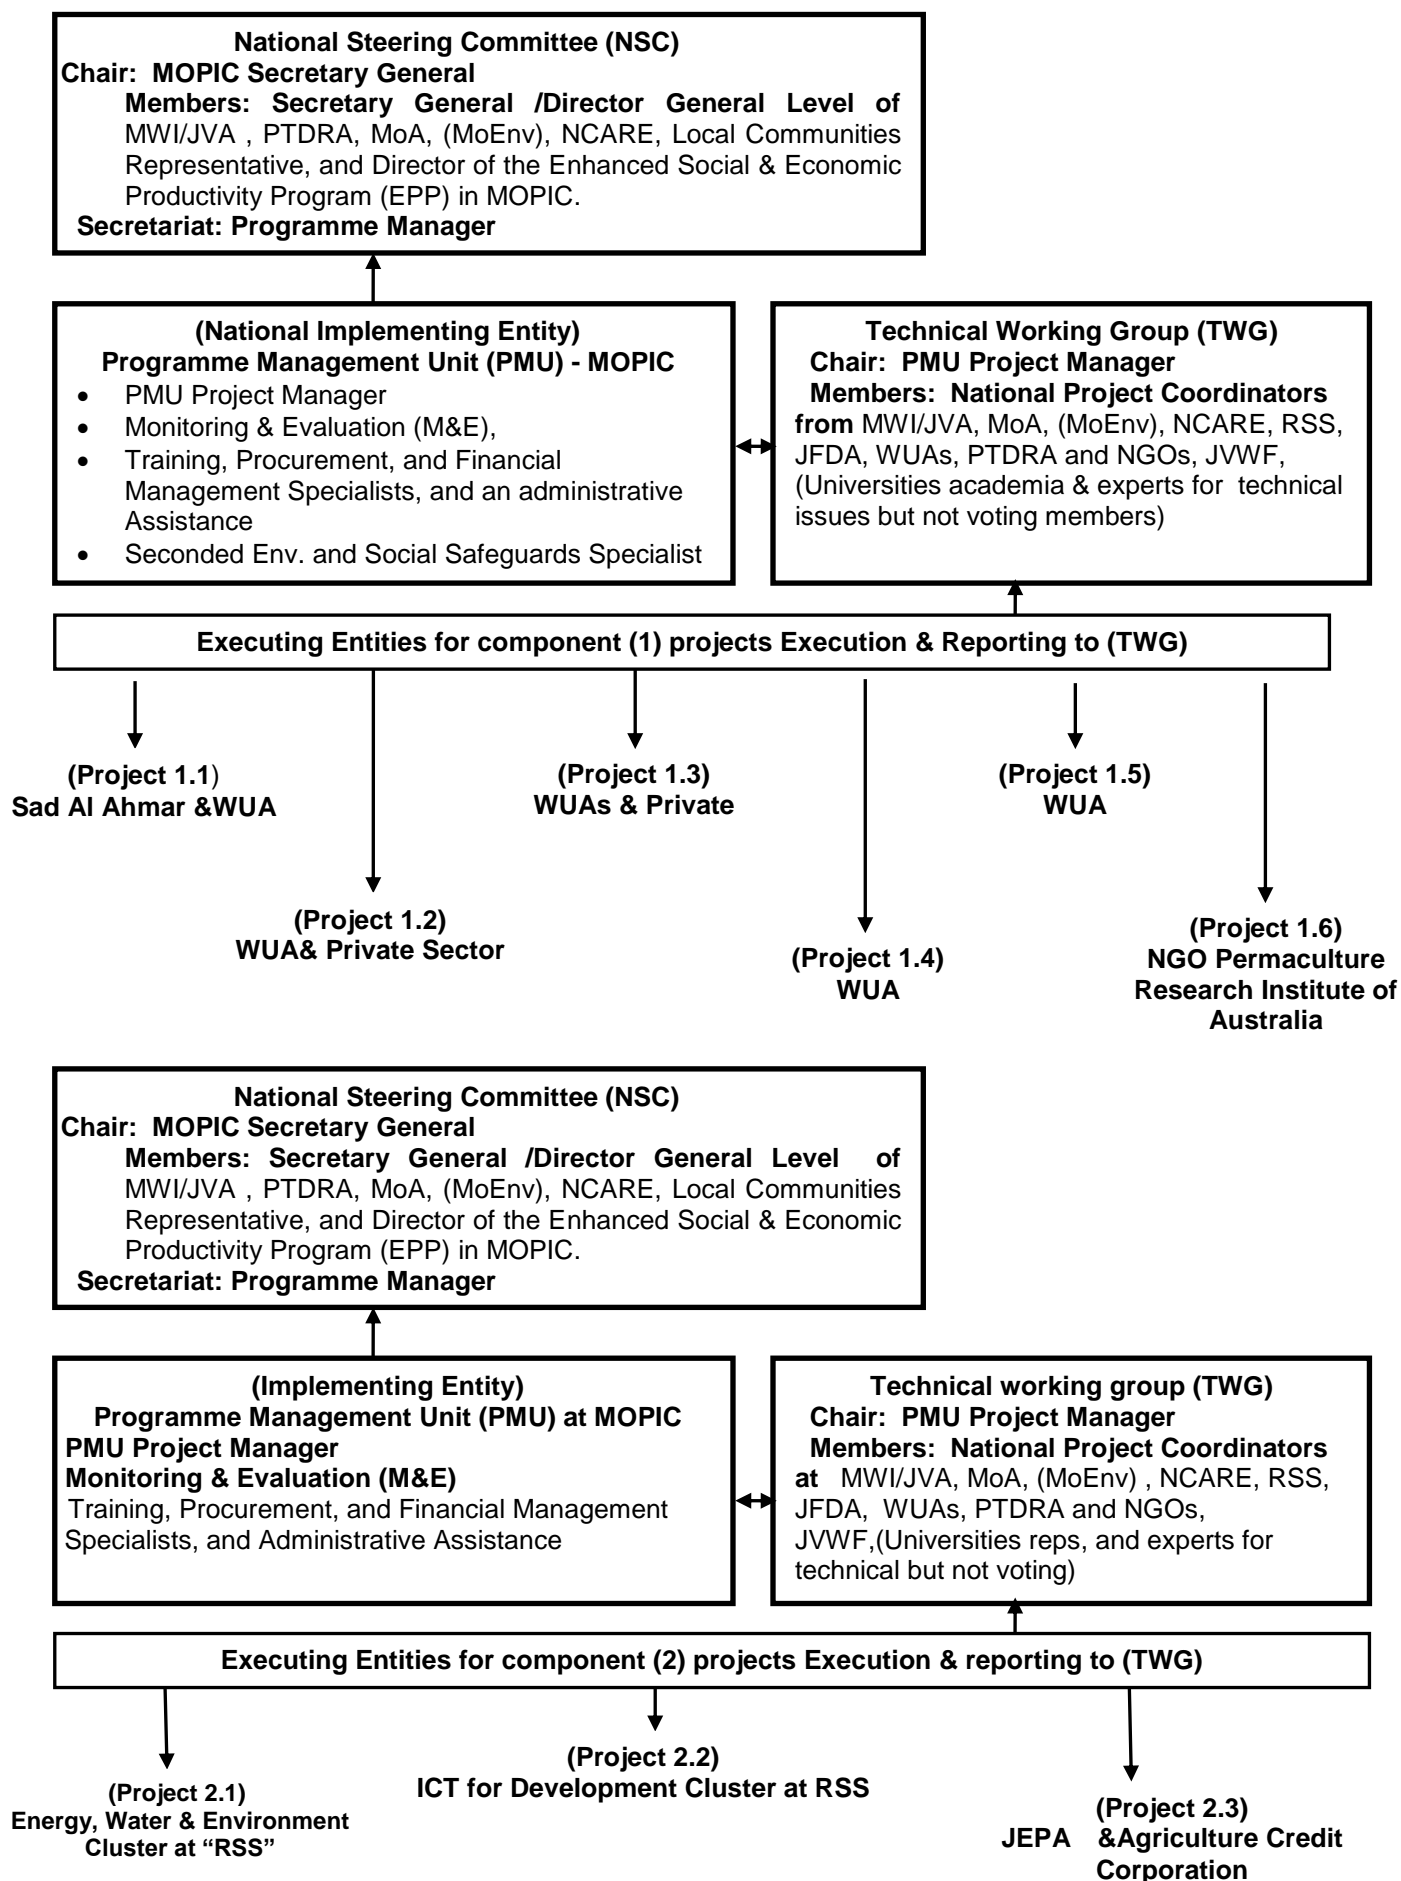 National Steering Committee (NSC)
Chair: MOPIC Secretary General
Members: Secretary General /Director General Level of
MWI/JVA , PTDRA, MoA, (MoEnv), NCARE, Local Communities
Representative, and Director of the Enhanced Social & Economic
Productivity Program (EPP) in MOPIC.
Secretariat: Programme Manager
(National Implementing Entity)
Programme Management Unit (PMU) - MOPIC
• PMU Project Manager
• Monitoring & Evaluation (M&E),
• Training, Procurement, and Financial
Management Specialists, and an administrative
Assistance
• Seconded Env. and Social Safeguards Specialist
Technical Working Group (TWG)
Chair: PMU Project Manager
Members: National Project Coordinators
from MWI/JVA, MoA, (MoEnv), NCARE, RSS,
JFDA, WUAs, PTDRA and NGOs, JVWF,
(Universities academia & experts for technical
issues but not voting members)
Executing Entities for component (1) projects Execution & Reporting to (TWG)
(Project 1.1)
Sad Al Ahmar &WUA
(Project 1.3)
WUAs & Private
(Project 1.5)
WUA
(Project 1.2)
WUA& Private Sector
(Project 1.4)
WUA
(Project 1.6)
NGO Permaculture
Research Institute of
Australia
National Steering Committee (NSC)
Chair: MOPIC Secretary General
Members: Secretary General /Director General Level of
MWI/JVA , PTDRA, MoA, (MoEnv), NCARE, Local Communities
Representative, and Director of the Enhanced Social & Economic
Productivity Program (EPP) in MOPIC.
Secretariat: Programme Manager
(Implementing Entity)
Programme Management Unit (PMU) at MOPIC
PMU Project Manager
Monitoring & Evaluation (M&E)
Training, Procurement, and Financial Management
Specialists, and Administrative Assistance
Technical working group (TWG)
Chair: PMU Project Manager
Members: National Project Coordinators
at MWI/JVA, MoA, (MoEnv) , NCARE, RSS,
JFDA, WUAs, PTDRA and NGOs,
JVWF,(Universities reps, and experts for
technical but not voting)
Executing Entities for component (2) projects Execution & reporting to (TWG)
(Project 2.1)
Energy, Water & Environment
Cluster at “RSS”
(Project 2.2)
ICT for Development Cluster at RSS
(Project 2.3)
JEPA &Agriculture Credit
Corporation